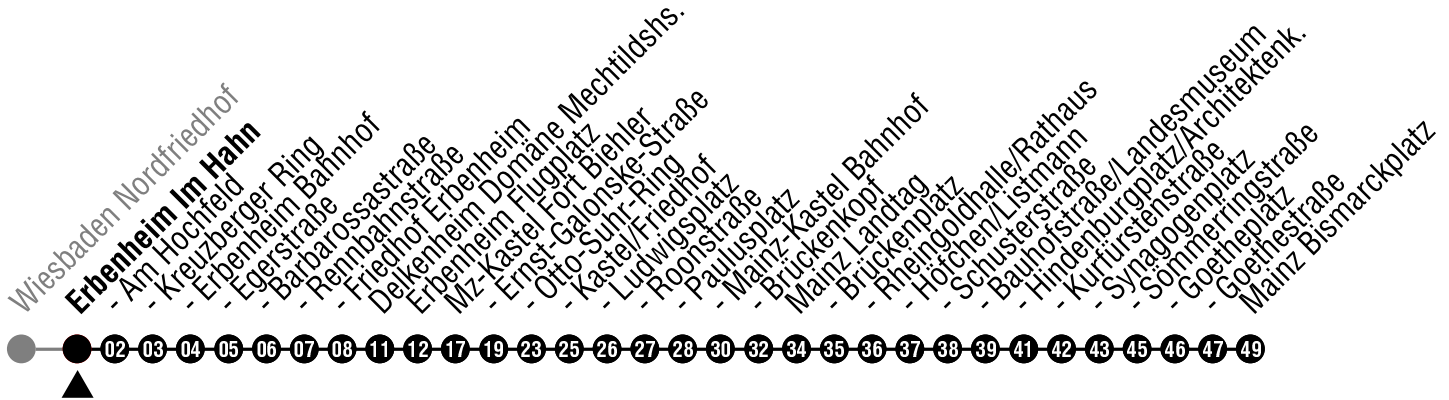 Wiesbaden Nordfriedhof
Erbenheim Im Hahn
- Am Hochfeld
- Kreuzberger Ring
- Erbenheim Bahnhof
- Egerstraße
- Barbarossastraße
- Rennbahnstraße
- Friedhof Erbenheim
Delkenheim Domäne Mechtildshs.
Erbenheim Flugplatz
Mz-Kastel Fort Biehler
- Ernst-Galonske-Straße
- Otto-Suhr-Ring
- Kastel/Friedhof
- Ludwigsplatz
- Roonstraße
- Paulusplatz
- Mainz-Kastel Bahnhof
- Brückenkopf
Mainz Landtag
- Brückenplatz
- Rheingoldhalle/Rathaus
- Höfchen/Listmann
- Schusterstraße
- Bauhofstraße/Landesmuseum
- Hindenburgplatz/Architektenk.
- Kurfürstenstraße
- Synagogenplatz
- Sömmerringstraße
- Goetheplatz
- Goethestraße
Mainz Bismarckplatz
02 03 04 05 06 07 08 11 12 17 19 23 25 26 27 28 30 32 34 35 36 37 38 39 41 42 43 45 46 47 49